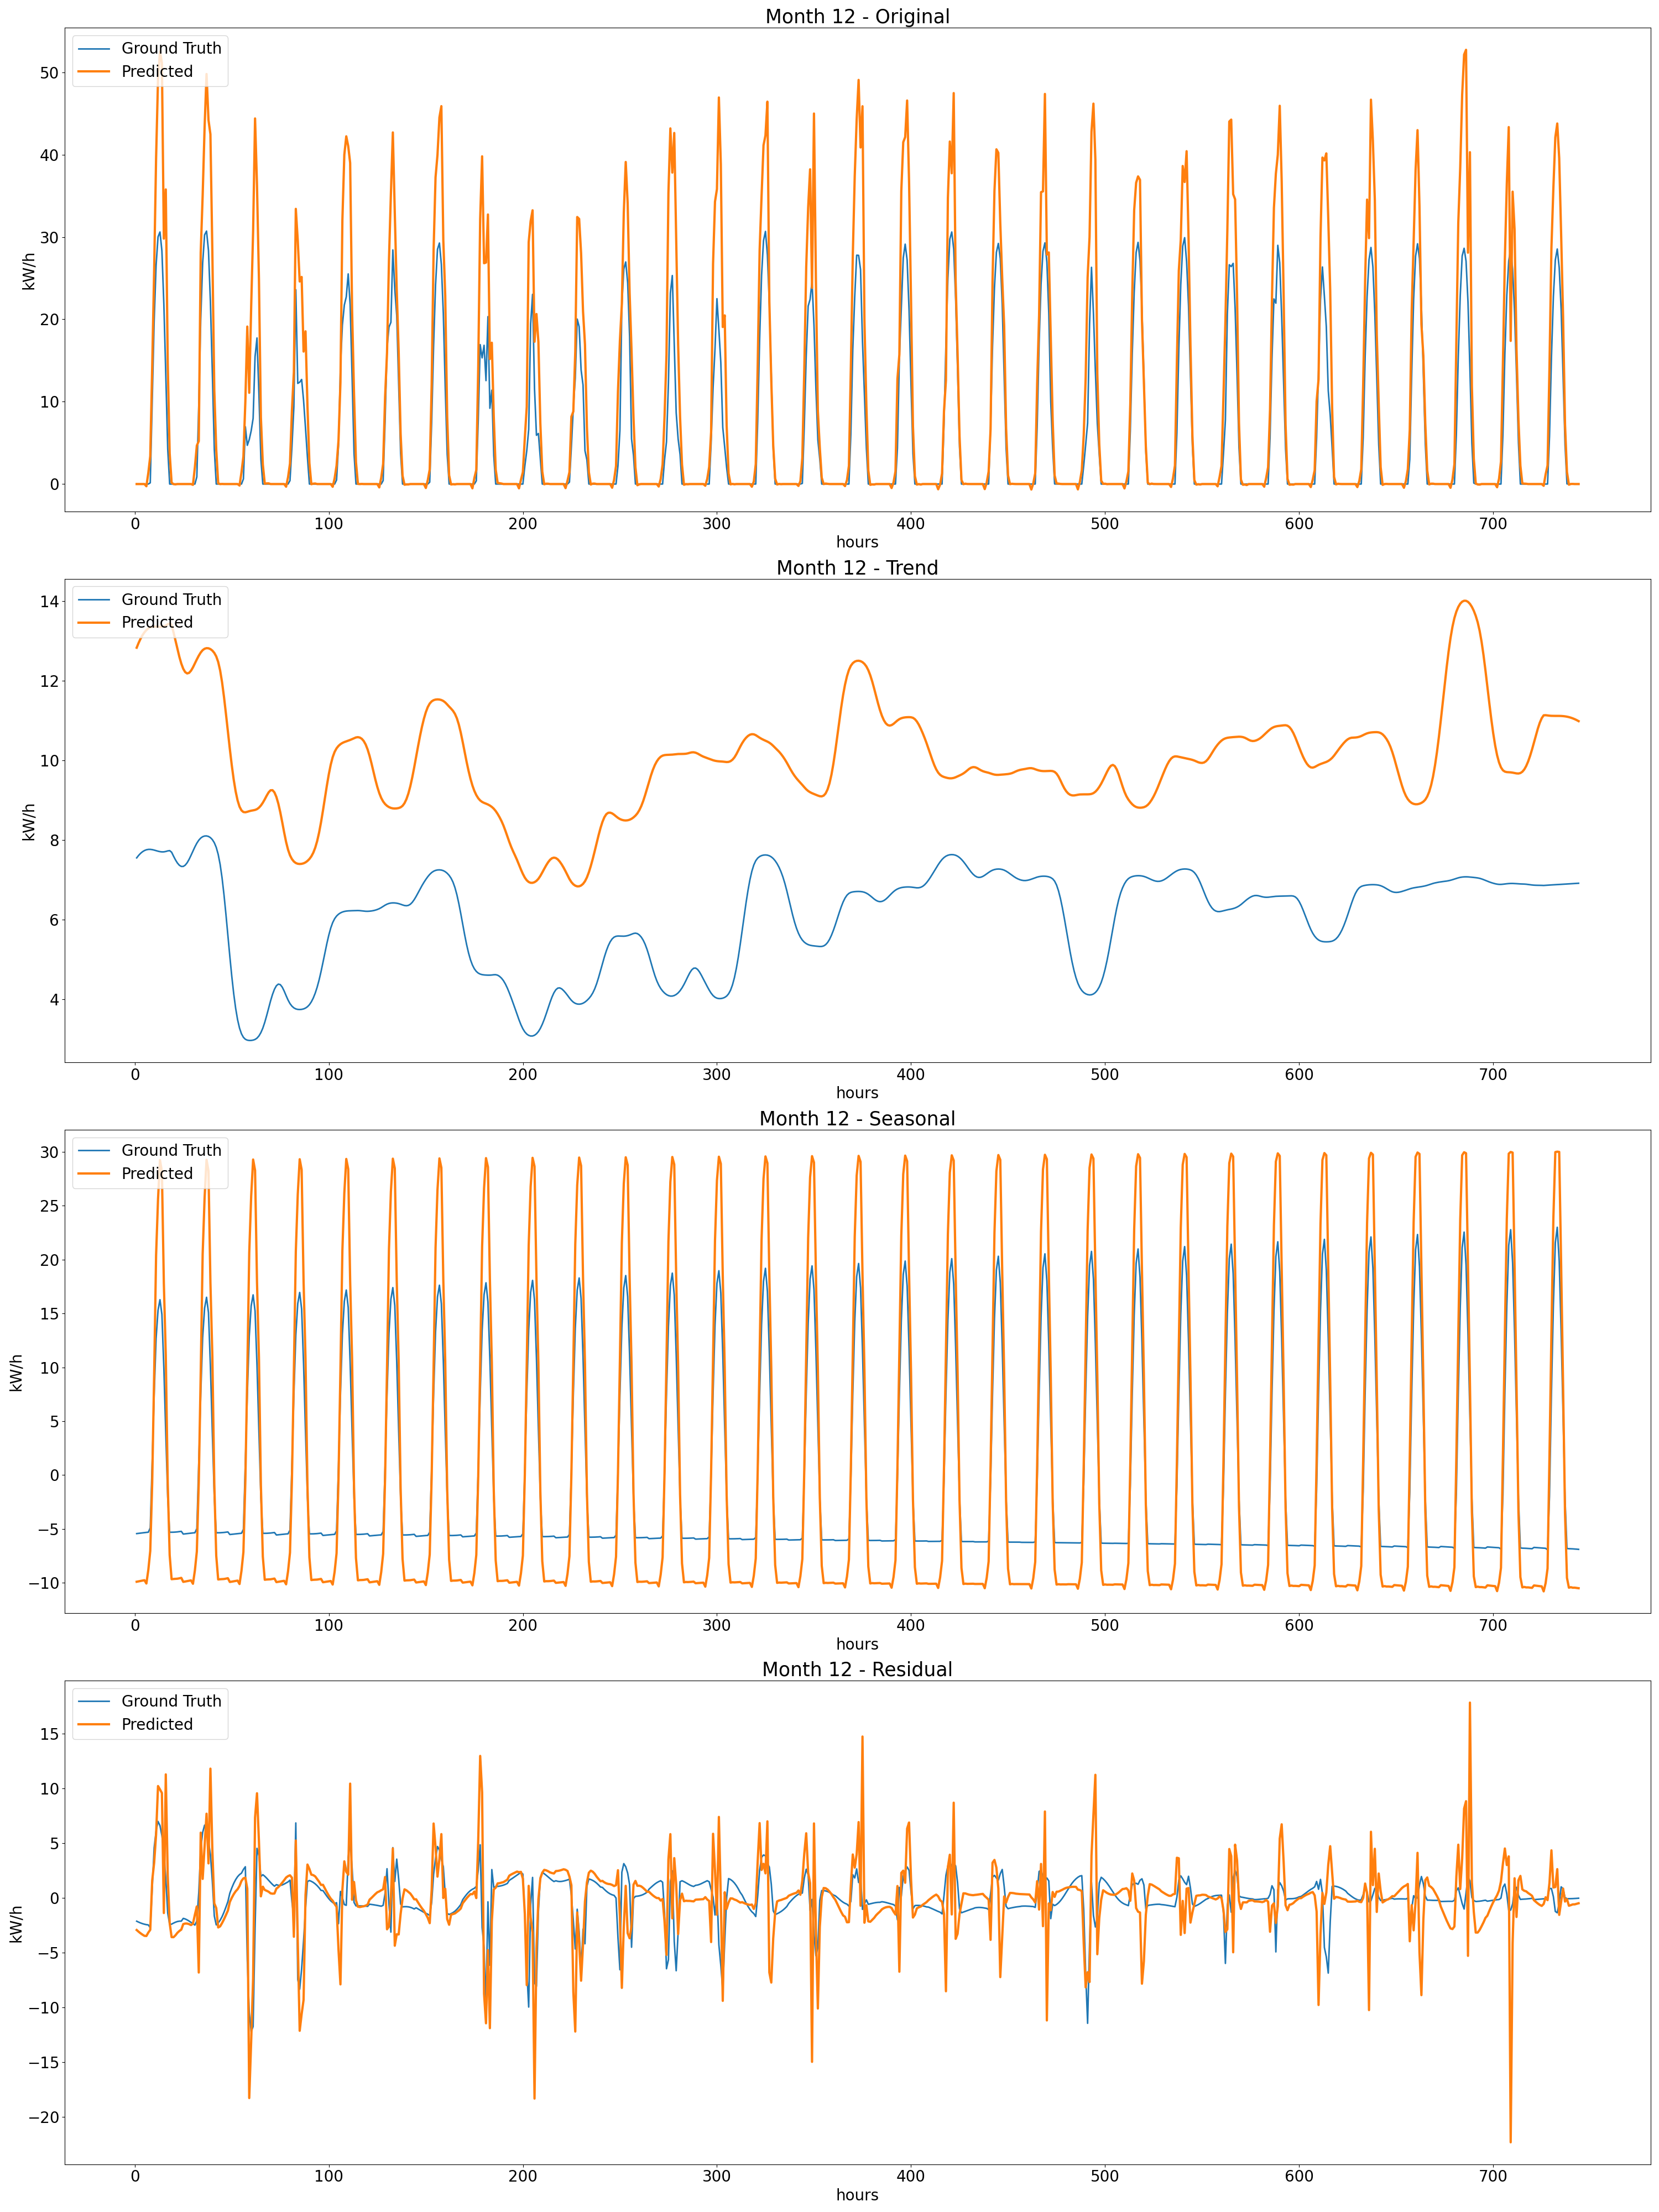 Month 12 - Original
Ground Truth
Predicted
kW/h
50
40
30
20
10
0
0 100 200 300 400 500 600 700
hours
Month 12 - Trend
Ground Truth
Predicted
kW/h
14
12
10
8
6
4
0 100 200 300 400 500 600 700
hours
Month 12 - Seasonal
Ground Truth
Predicted
kW/h
30
25
20
15
10
5
0
−5
−10
0 100 200 300 400 500 600 700
hours
Month 12 - Residual
Ground Truth
Predicted
kW/h
15
10
5
0
−5
−10
−15
−20
0 100 200 300 400 500 600 700
hours